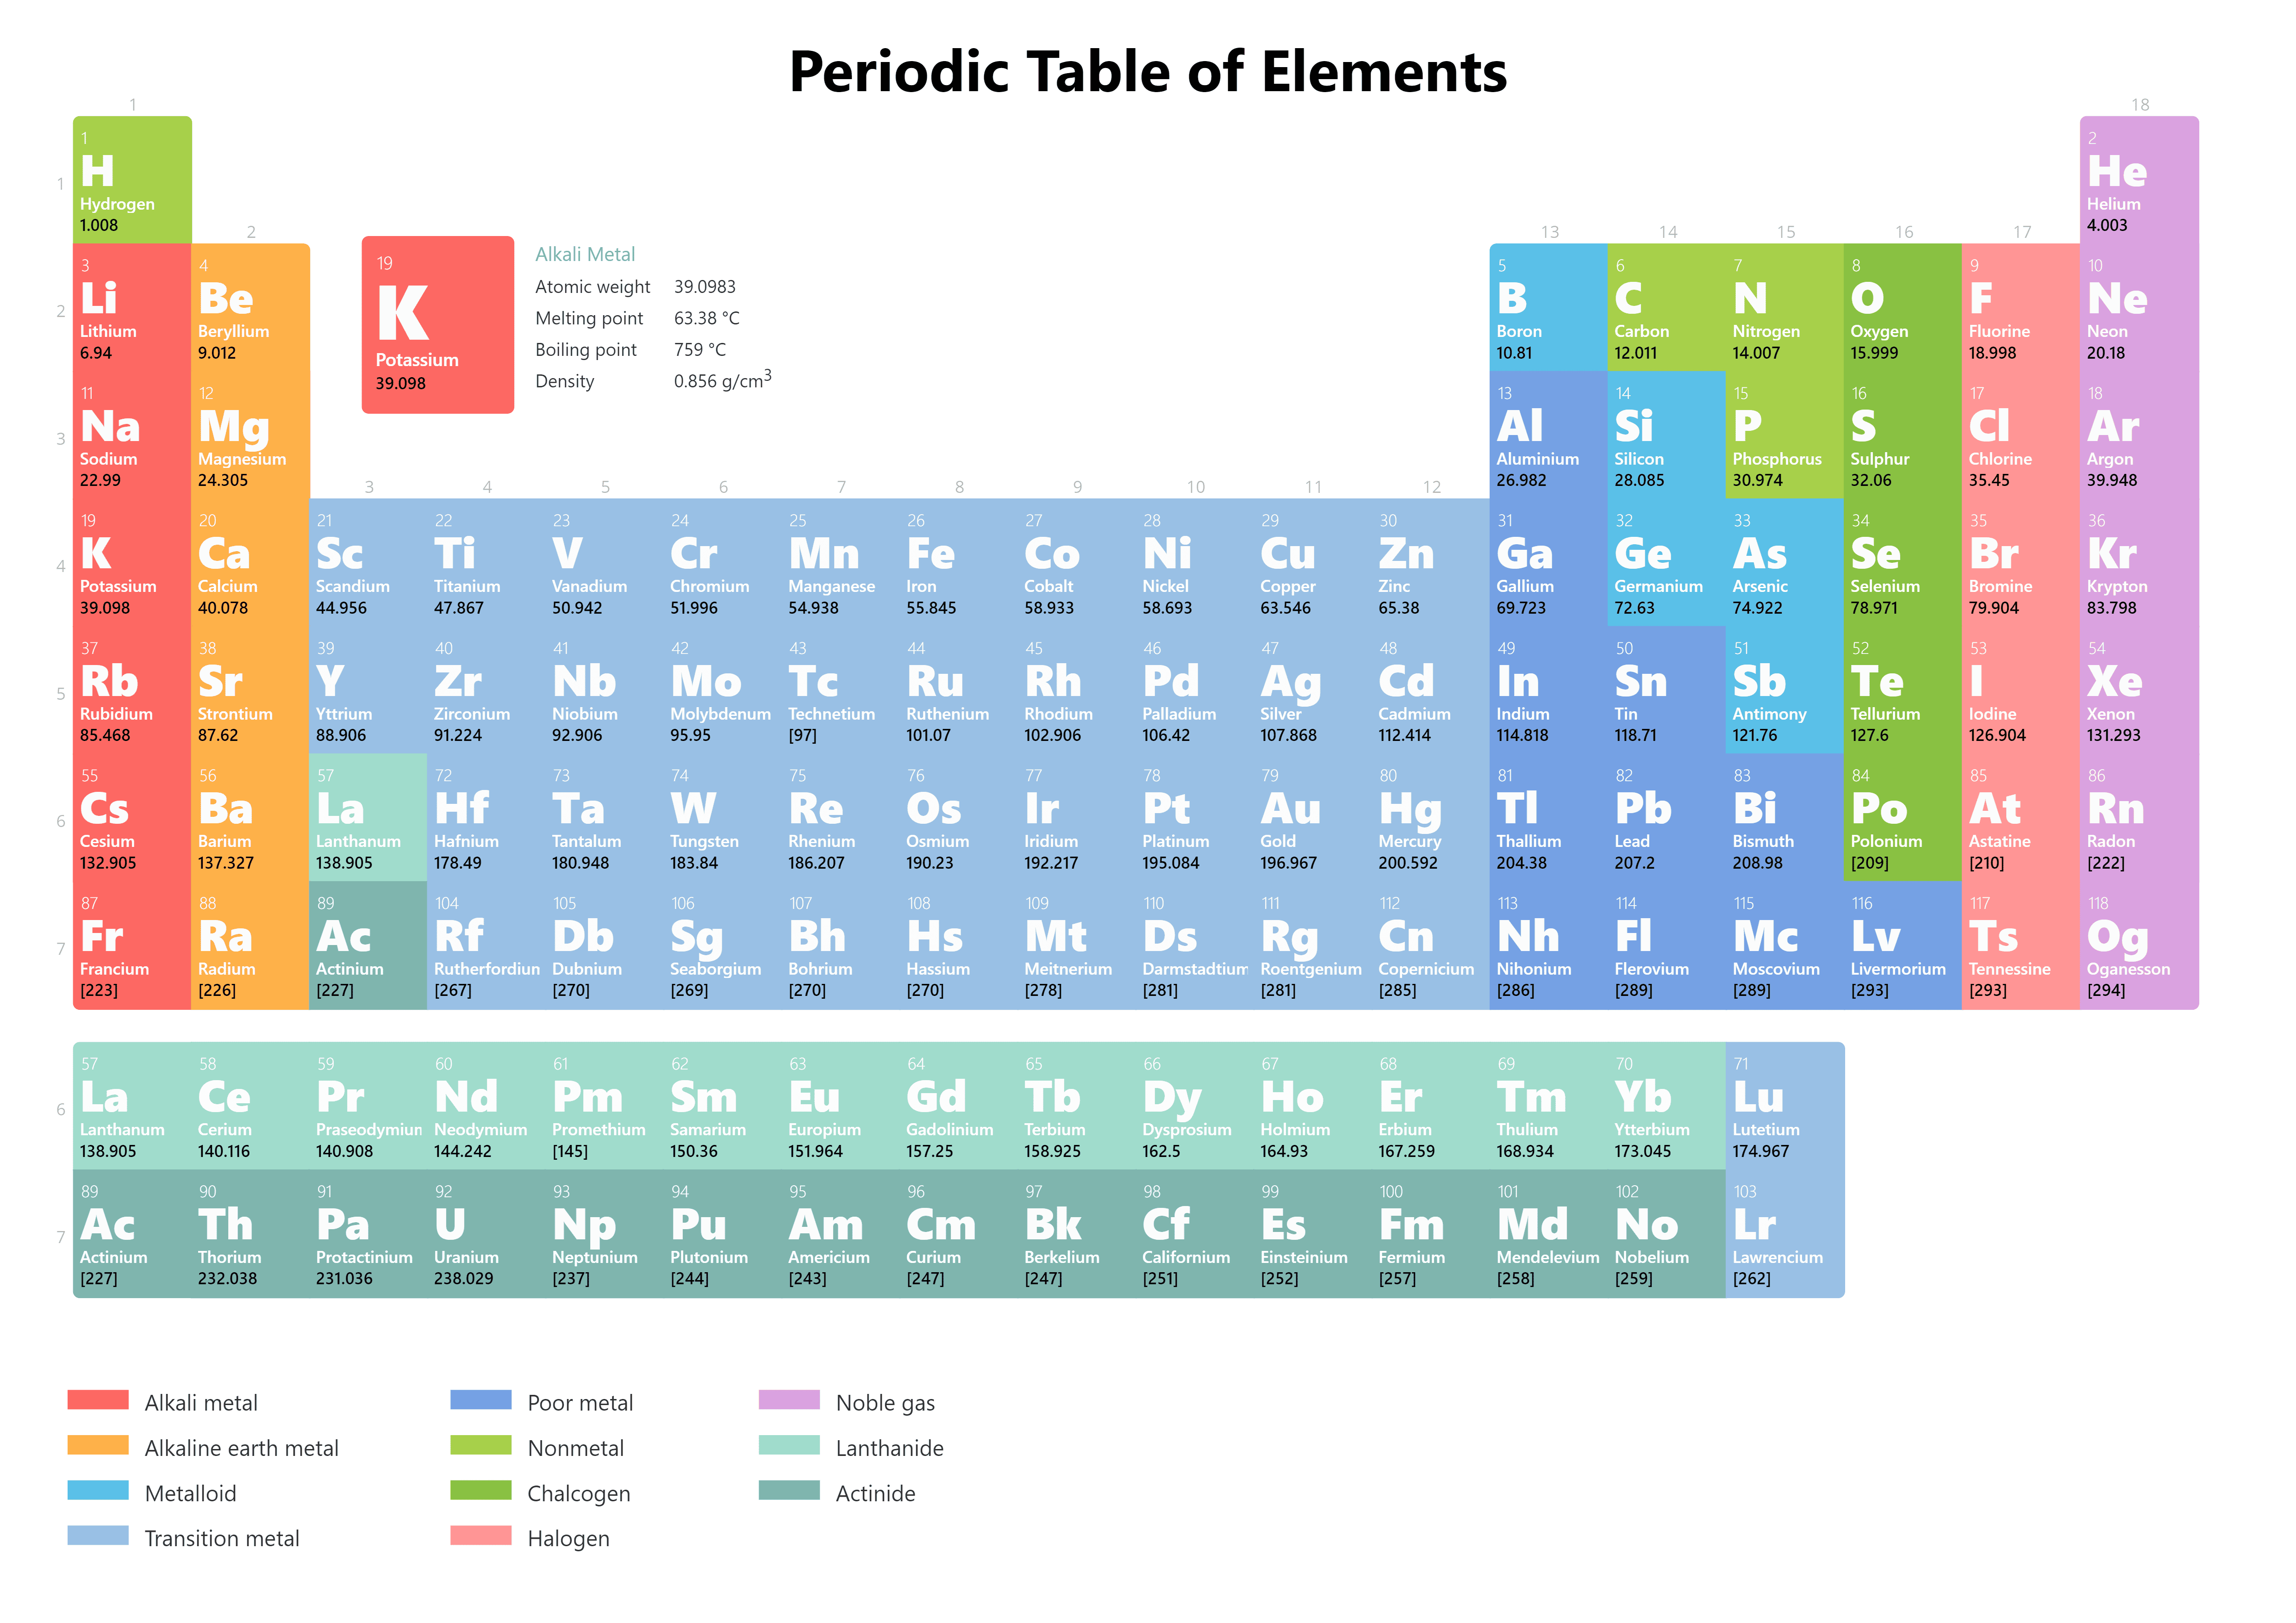 Periodic Table of Elements
1 18
1 2
H He
Hydrogen Helium
1.008 4.003
1
2 13 14 15 16 17
3 4 5 6 7 8 9 10
Li Be B C N O F Ne
Lithium Beryllium Boron Carbon Nitrogen Oxygen Fluorine Neon
6.94 9.012 10.81 12.011 14.007 15.999 18.998 20.18
2
19
K
Potassium
39.098
Alkali Metal
Atomic weight 39.0983
Melting point 63.38 °C
Boiling point 759 °C
Density 0.856 g/cm3
11 12 13 14 15 16 17 18
Na Mg Al Si P S Cl Ar
Sodium Magnesium Aluminium Silicon Phosphorus Sulphur Chlorine Argon
22.99 24.305 26.982 28.085 30.974 32.06 35.45 39.948
3
3 4 5 6 7 8 9 10 11 12
19 20 21 22 23 24 25 26 27 28 29 30 31 32 33 34 35 36
K Ca Sc Ti V Cr Mn Fe Co Ni Cu Zn Ga Ge As Se Br Kr
Potassium Calcium Scandium Titanium Vanadium Chromium Manganese Iron Cobalt Nickel Copper Zinc Gallium Germanium Arsenic Selenium Bromine Krypton
39.098 40.078 44.956 47.867 50.942 51.996 54.938 55.845 58.933 58.693 63.546 65.38 69.723 72.63 74.922 78.971 79.904 83.798
4
37 38 39 40 41 42 43 44 45 46 47 48 49 50 51 52 53 54
Rb Sr Y Zr Nb Mo Tc Ru Rh Pd Ag Cd In Sn Sb Te I Xe
Rubidium Strontium Yttrium Zirconium Niobium Molybdenum Technetium Ruthenium Rhodium Palladium Silver Cadmium Indium Tin Antimony Tellurium Iodine Xenon
85.468 87.62 88.906 91.224 92.906 95.95 [97] 101.07 102.906 106.42 107.868 112.414 114.818 118.71 121.76 127.6 126.904 131.293
5
55 56 57 72 73 74 75 76 77 78 79 80 81 82 83 84 85 86
Cs Ba La Hf Ta W Re Os Ir Pt Au Hg Tl Pb Bi Po At Rn
Cesium Barium Lanthanum Hafnium Tantalum Tungsten Rhenium Osmium Iridium Platinum Gold Mercury Thallium Lead Bismuth Polonium Astatine Radon
132.905 137.327 138.905 178.49 180.948 183.84 186.207 190.23 192.217 195.084 196.967 200.592 204.38 207.2 208.98 [209] [210] [222]
6
87 88 89 104 105 106 107 108 109 110 111 112 113 114 115 116 117 118
Fr Ra Ac Rf Db Sg Bh Hs Mt Ds Rg Cn Nh Fl Mc Lv Ts Og
Francium Radium Actinium Rutherfordiun Dubnium Seaborgium Bohrium Hassium Meitnerium Darmstadtium Roentgenium Copernicium Nihonium Flerovium Moscovium Livermorium Tennessine Oganesson
[223] [226] [227] [267] [270] [269] [270] [270] [278] [281] [281] [285] [286] [289] [289] [293] [293] [294]
7
57 58 59 60 61 62 63 64 65 66 67 68 69 70 71
La Ce Pr Nd Pm Sm Eu Gd Tb Dy Ho Er Tm Yb Lu
Lanthanum Cerium Praseodymiun Neodymium Promethium Samarium Europium Gadolinium Terbium Dysprosium Holmium Erbium Thulium Ytterbium Lutetium
138.905 140.116 140.908 144.242 [145] 150.36 151.964 157.25 158.925 162.5 164.93 167.259 168.934 173.045 174.967
6
89 90 91 92 93 94 95 96 97 98 99 100 101 102 103
Ac Th Pa U Np Pu Am Cm Bk Cf Es Fm Md No Lr
Actinium Thorium Protactinium Uranium Neptunium Plutonium Americium Curium Berkelium Californium Einsteinium Fermium Mendelevium Nobelium Lawrencium
[227] 232.038 231.036 238.029 [237] [244] [243] [247] [247] [251] [252] [257] [258] [259] [262]
7
Alkali metal
Alkaline earth metal
Metalloid
Transition metal
Poor metal
Nonmetal
Chalcogen
Halogen
Noble gas
Lanthanide
Actinide